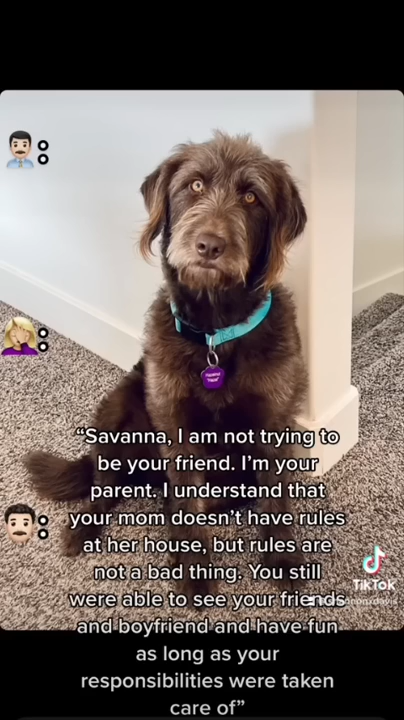 “Savanna, I am not trying to
be your friend. I’m your
parent. I understand that
your mom doesn’t have rules
at her house, but rules are
not a bad thing. You still
were able to see your friends
and boyfriend and have fun
as long as your
responsibilities were taken
care of”
TikTok